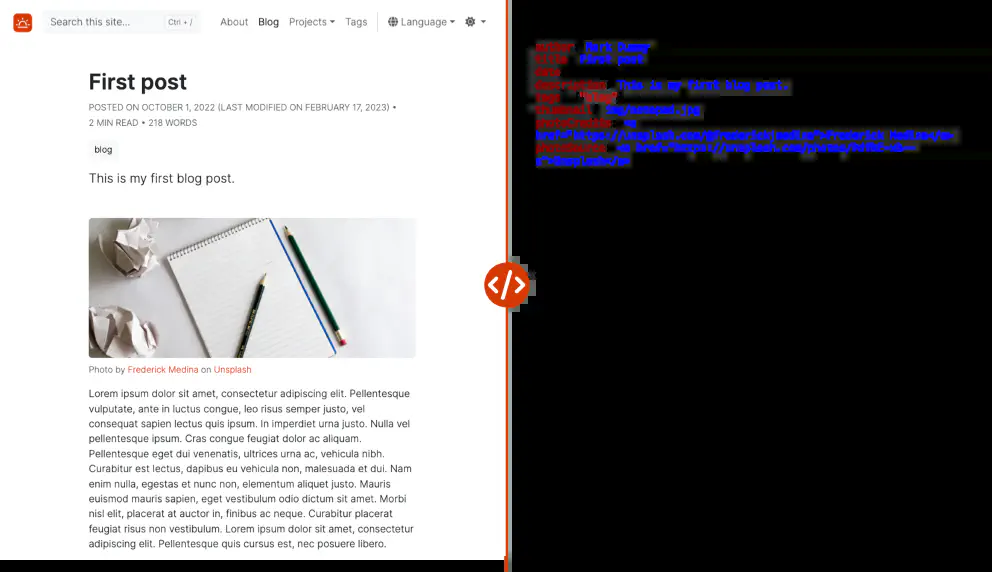 Search this site... Ctrl + / About Blog Projects Tags Language
First post
POSTED ON OCTOBER 1, 2022 (LAST MODIFIED ON FEBRUARY 17, 2023) •
2 MIN READ • 218 WORDS
blog
This is my first blog post.
Photo by Frederick Medina on Unsplash
Lorem ipsum dolor sit amet, consectetur adipiscing elit. Pellentesque
vulputate, ante in luctus congue, leo risus semper justo, vel
consequat sapien lectus quis ipsum. In imperdiet urna justo. Nulla vel
pellentesque ipsum. Cras congue feugiat dolor ac aliquam.
Pellentesque eget dui venenatis, ultrices urna ac, vehicula nibh.
Curabitur est lectus, dapibus eu vehicula non, malesuada et dui. Nam
enim nulla, egestas et nunc non, elementum aliquet justo. Mauris
euismod mauris sapien, eget vestibulum odio dictum sit amet. Morbi
nisl elit, placerat at auctor in, finibus ac neque. Curabitur placerat
feugiat risus non vestibulum. Lorem ipsum dolor sit amet, consectetur
adipiscing elit. Pellentesque quis cursus est, nec posuere libero.
</> 
author Mark Dumay
title First post
date
description This is my first blog post.
tags "blog"
thumbnail img/notepad.jpg